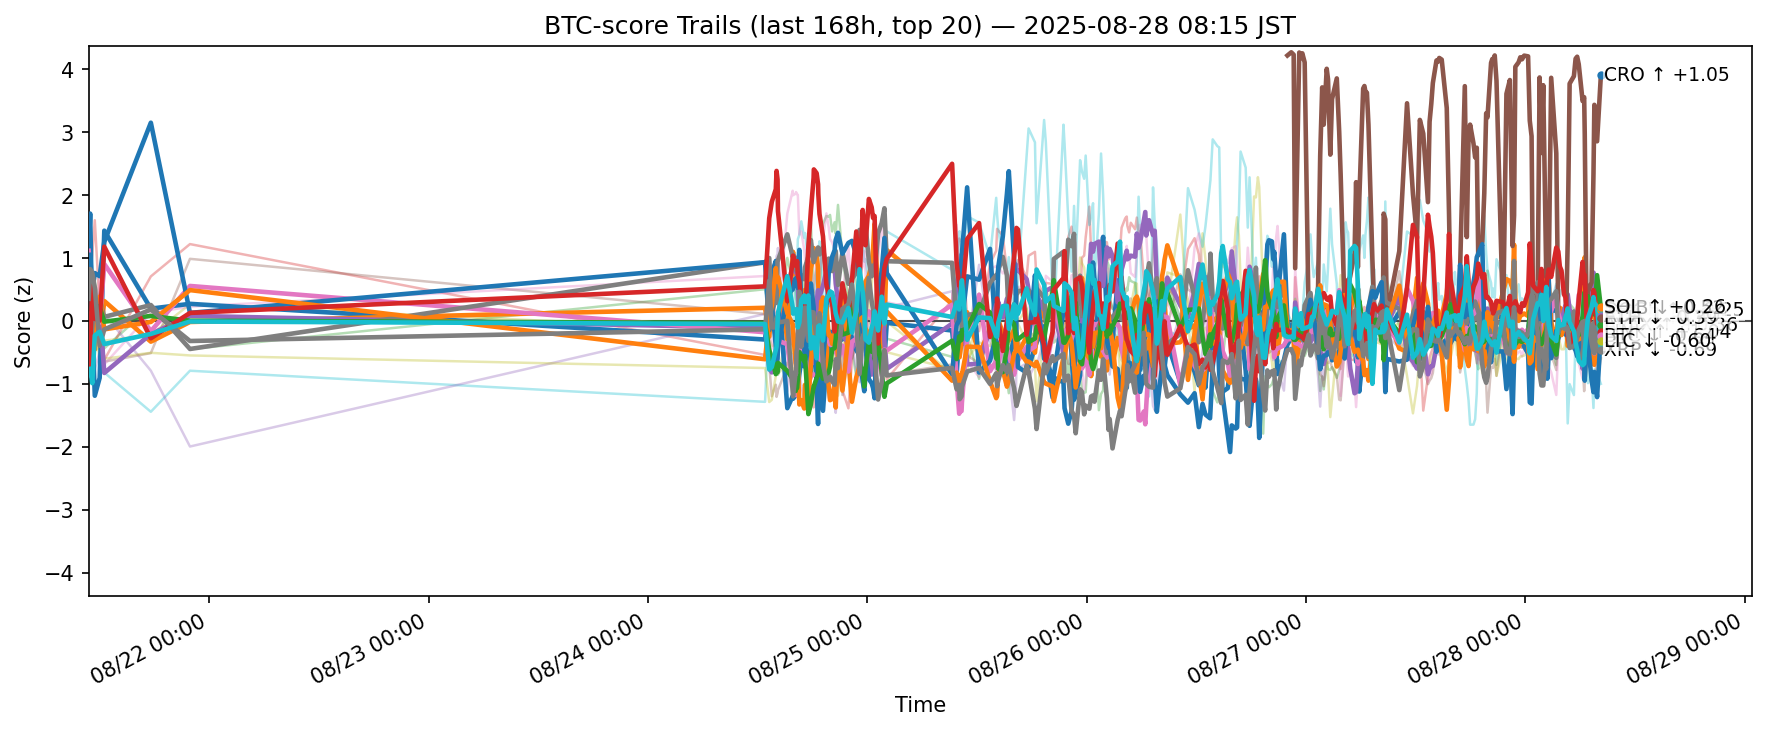 BTC-score Trails (last 168h, top 20) — 2025-08-28 08:15 JST
Score (z)
4
3
2
1
0
−1
−2
−3
−4
CRO ↑ +1.05
SOL ↑ +0.26
LTC ↓ -0.60
XRP ↓ -0.69
08/22 00:00
08/23 00:00
08/24 00:00
08/25 00:00
08/26 00:00
08/27 00:00
08/28 00:00
08/29 00:00
Time